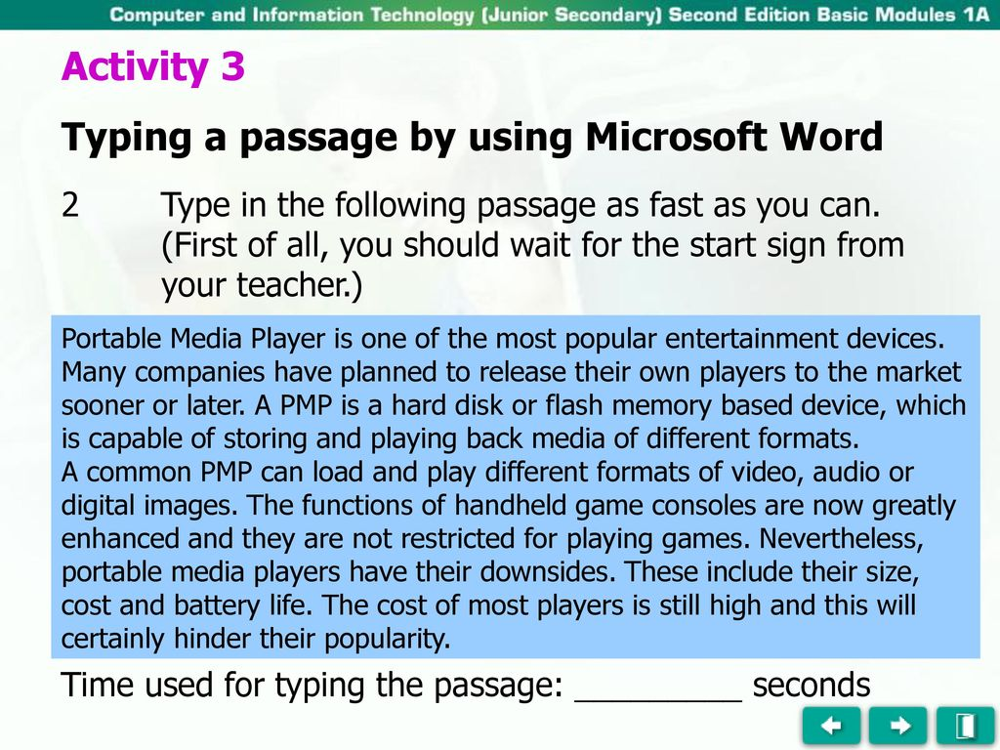 Computer and Information Technology (Junior Secondary) Second Edition Basic Modules 1A
Activity 3
Typing a passage by using Microsoft Word
2 Type in the following passage as fast as you can.
(First of all, you should wait for the start sign from
your teacher.)
Portable Media Player is one of the most popular entertainment devices.
Many companies have planned to release their own players to the market
sooner or later. A PMP is a hard disk or flash memory based device, which
is capable of storing and playing back media of different formats.
A common PMP can load and play different formats of video, audio or
digital images. The functions of handheld game consoles are now greatly
enhanced and they are not restricted for playing games. Nevertheless,
portable media players have their downsides. These include their size,
cost and battery life. The cost of most players is still high and this will
certainly hinder their popularity.
Time used for typing the passage: _________ seconds